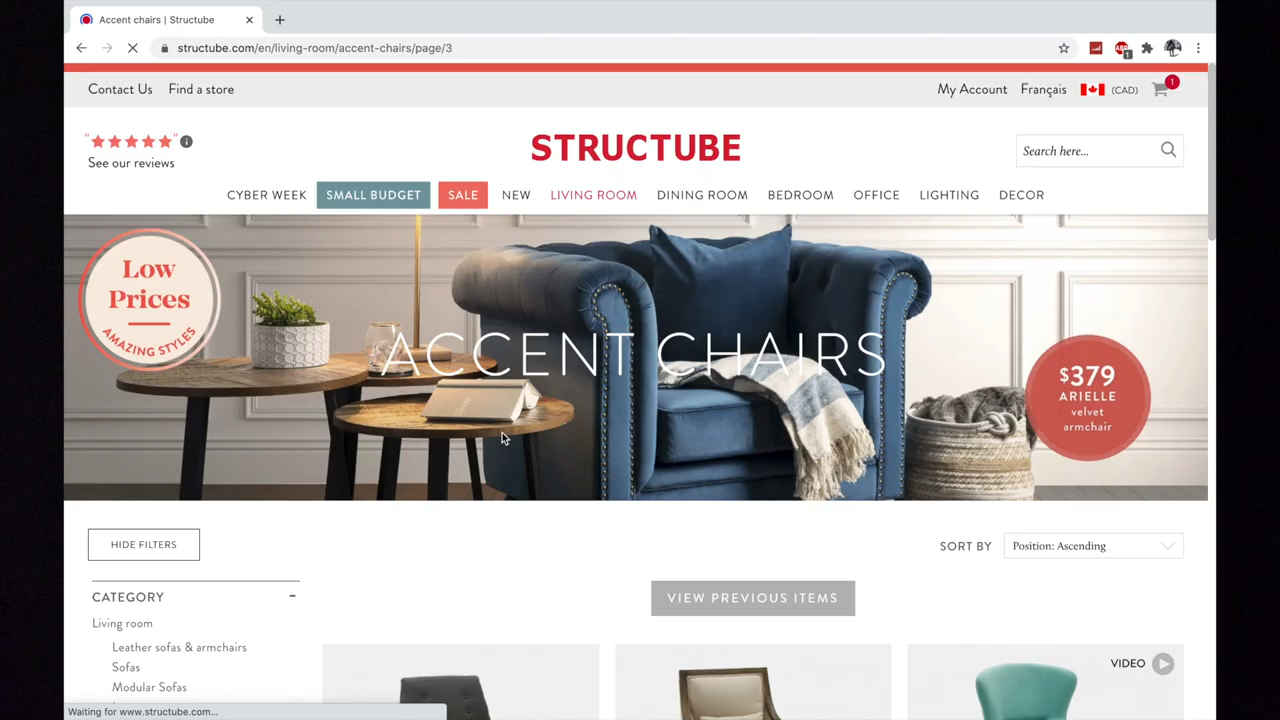 Accent chairs | Structube
structube.com/en/living-room/accent-chairs/page/3
ABP
1
Contact Us
Find a store
My Account
Français
(CAD)
1
See our reviews
STRUCTUBE
Search here...
CYBER WEEK
SMALL BUDGET
SALE
NEW
LIVING ROOM
DINING ROOM
BEDROOM
OFFICE
LIGHTING
DECOR
Low
Prices
AMAZING STYLES
ACCENT CHAIRS
$379
ARIELLE
velvet
armchair
HIDE FILTERS
SORT BY
Position: Ascending
CATEGORY
VIEW PREVIOUS ITEMS
Living room
Leather sofas & armchairs
Sofas
Modular Sofas
VIDEO
Waiting for www.structube.com...